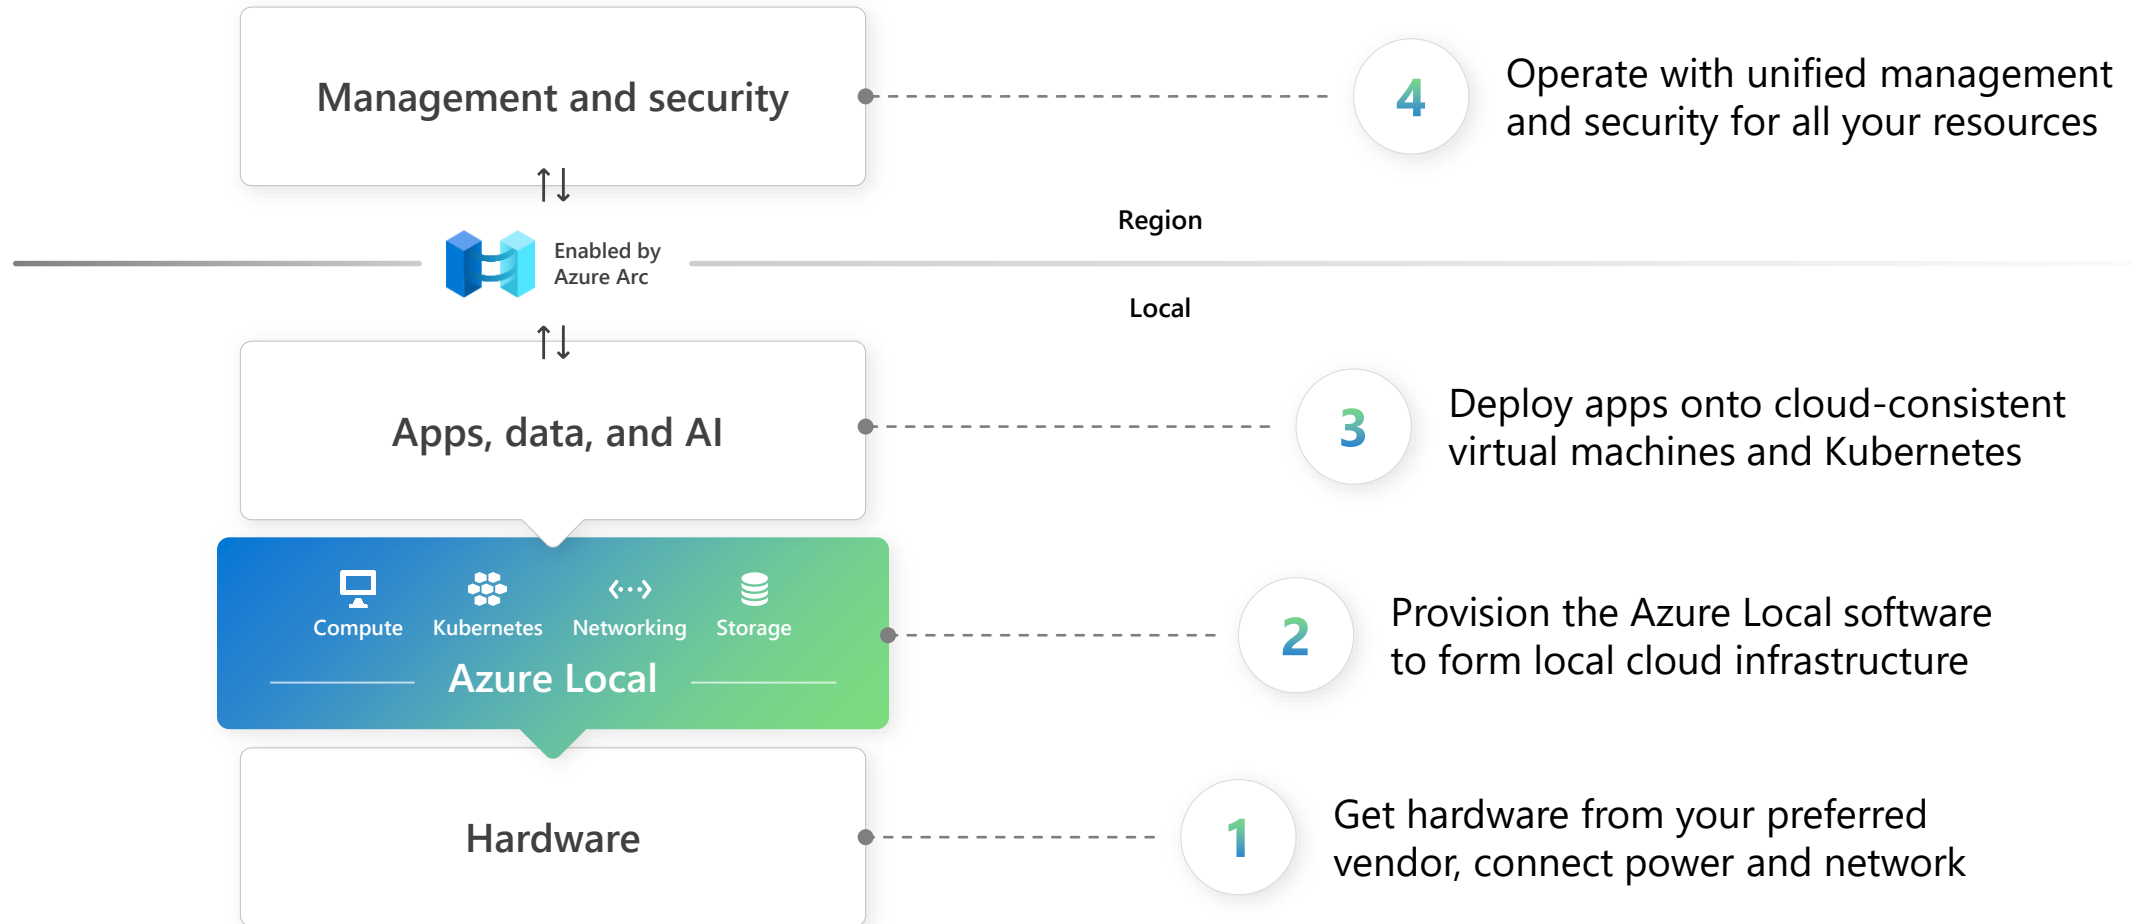 Management and security
4
Operate with unified management
and security for all your resources
Region
Enabled by
Azure Arc
Local
Apps, data, and AI
3
Deploy apps onto cloud-consistent
virtual machines and Kubernetes
Compute
Kubernetes
Networking
Storage
Azure Local
2
Provision the Azure Local software
to form local cloud infrastructure
Hardware
1
Get hardware from your preferred
vendor, connect power and network